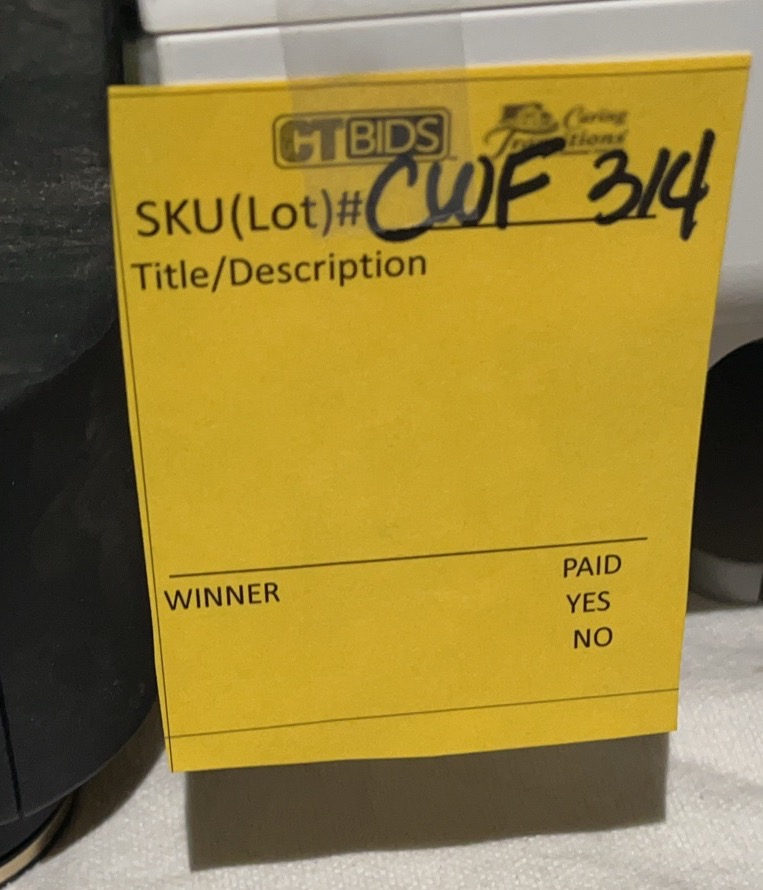 CTBIDS Caring Transitions
SKU(Lot)# CWF 314
Title/Description
WINNER PAID
YES
NO